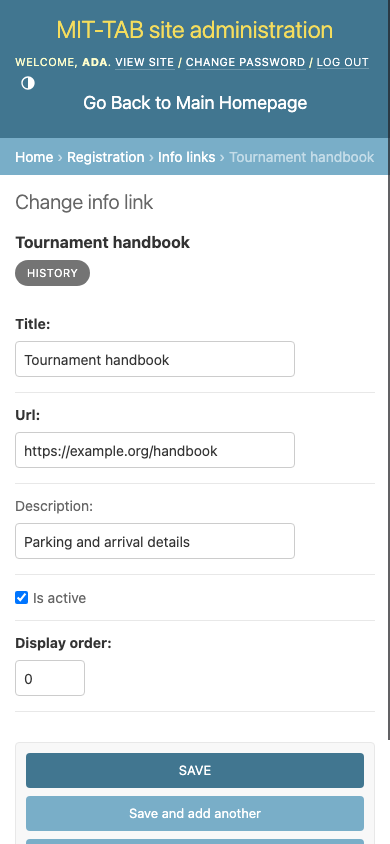 MIT-TAB site administration
WELCOME, ADA. VIEW SITE / CHANGE PASSWORD / LOG OUT
Go Back to Main Homepage
Home › Registration › Info links › Tournament handbook
Change info link
Tournament handbook
HISTORY
Title:
Tournament handbook
Url:
https://example.org/handbook
Description:
Parking and arrival details
Is active
Display order:
0
SAVE
Save and add another